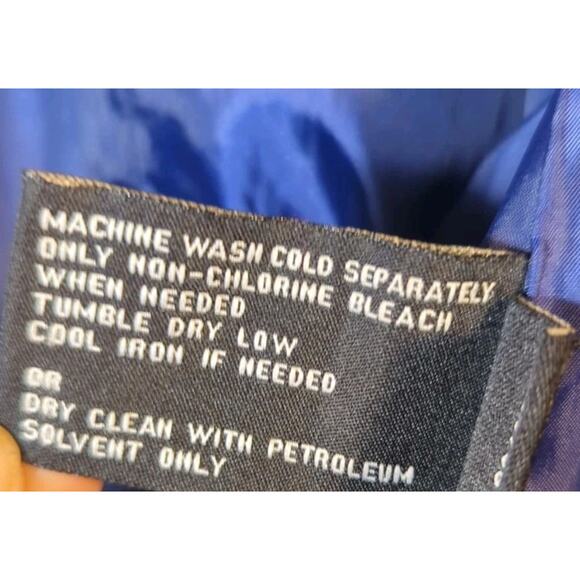 MACHINE WASH COLD SEPARATELY
ONLY NON-CHLORINE BLEACH
WHEN NEEDED
TUMBLE DRY LOW
COOL IRON IF NEEDED
OR
DRY CLEAN WITH PETROLEUM
SOLVENT ONLY